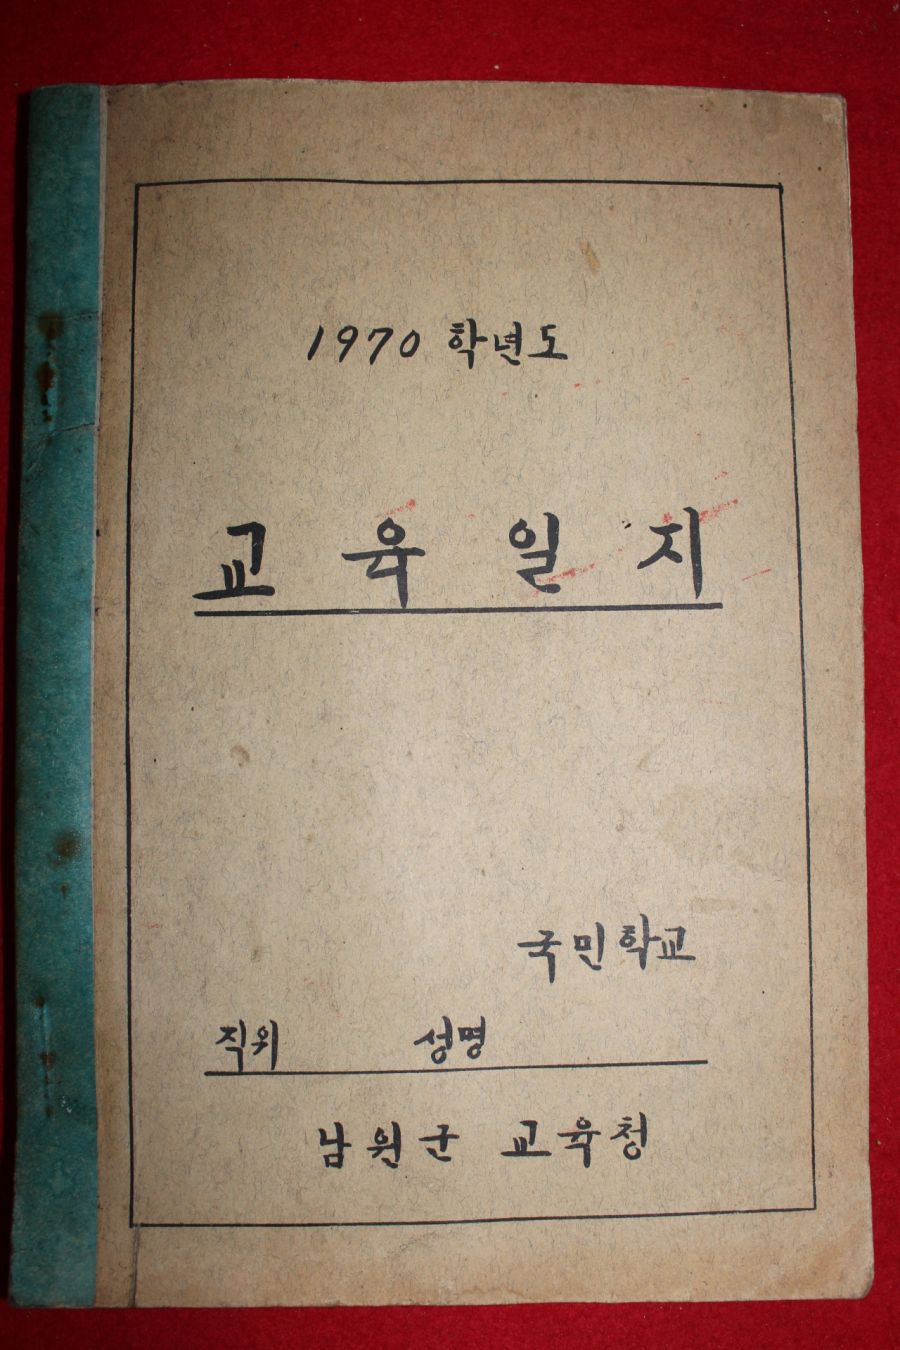 1970 학년도
교육일지
국민학교
직위 성명
남원군 교육청